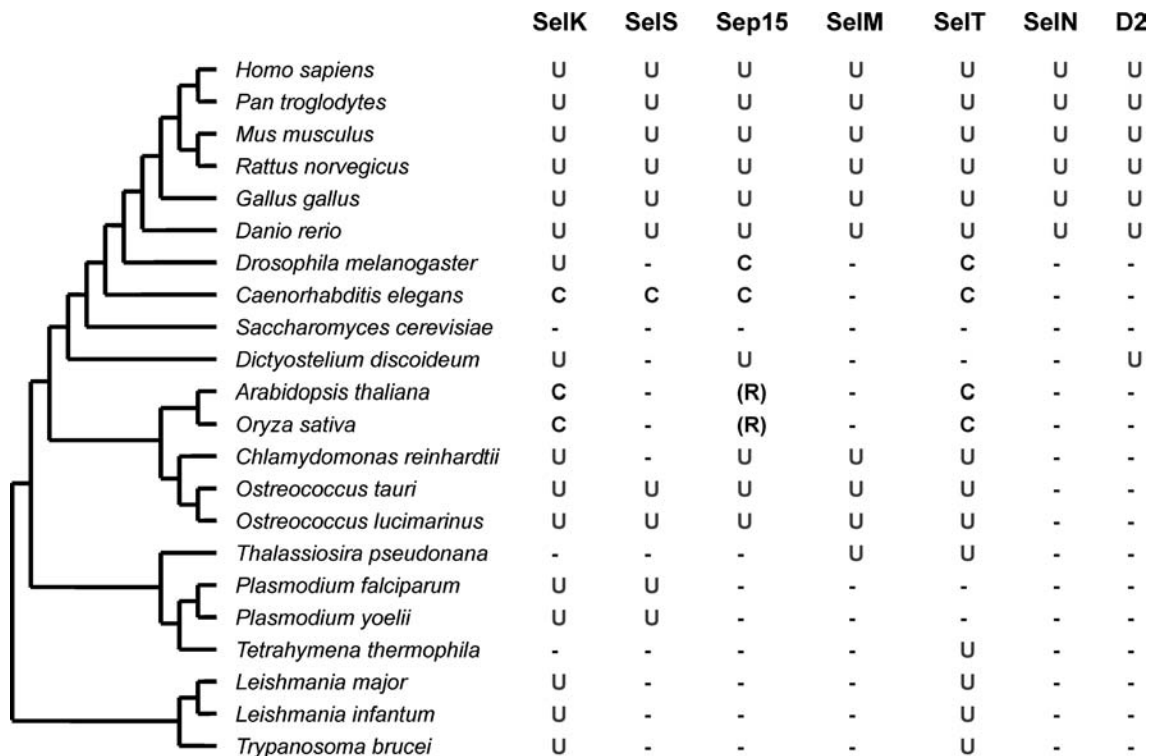 SelK SelS Sep15 SelM SelT SelN D2
Homo sapiens U U U U U U U
Pan troglodytes U U U U U U U
Mus musculus U U U U U U U
Rattus norvegicus U U U U U U U
Gallus gallus U U U U U U U
Danio rerio U U U U U U U
Drosophila melanogaster U - C - C - -
Caenorhabditis elegans C C C - C - -
Saccharomyces cerevisiae - - - - - - -
Dictyostelium discoideum U - U - - - U
Arabidopsis thaliana C - (R) - C - -
Oryza sativa C - (R) - C - -
Chlamydomonas reinhardtii U - U U U - -
Ostreococcus tauri U U U U U - -
Ostreococcus lucimarinus U U U U U - -
Thalassiosira pseudonana - - - U U - -
Plasmodium falciparum U U - - - - -
Plasmodium yoelii U U - - - - -
Tetrahymena thermophila - - - - U - -
Leishmania major U - - - U - -
Leishmania infantum U - - - U - -
Trypanosoma brucei U - - - U - -